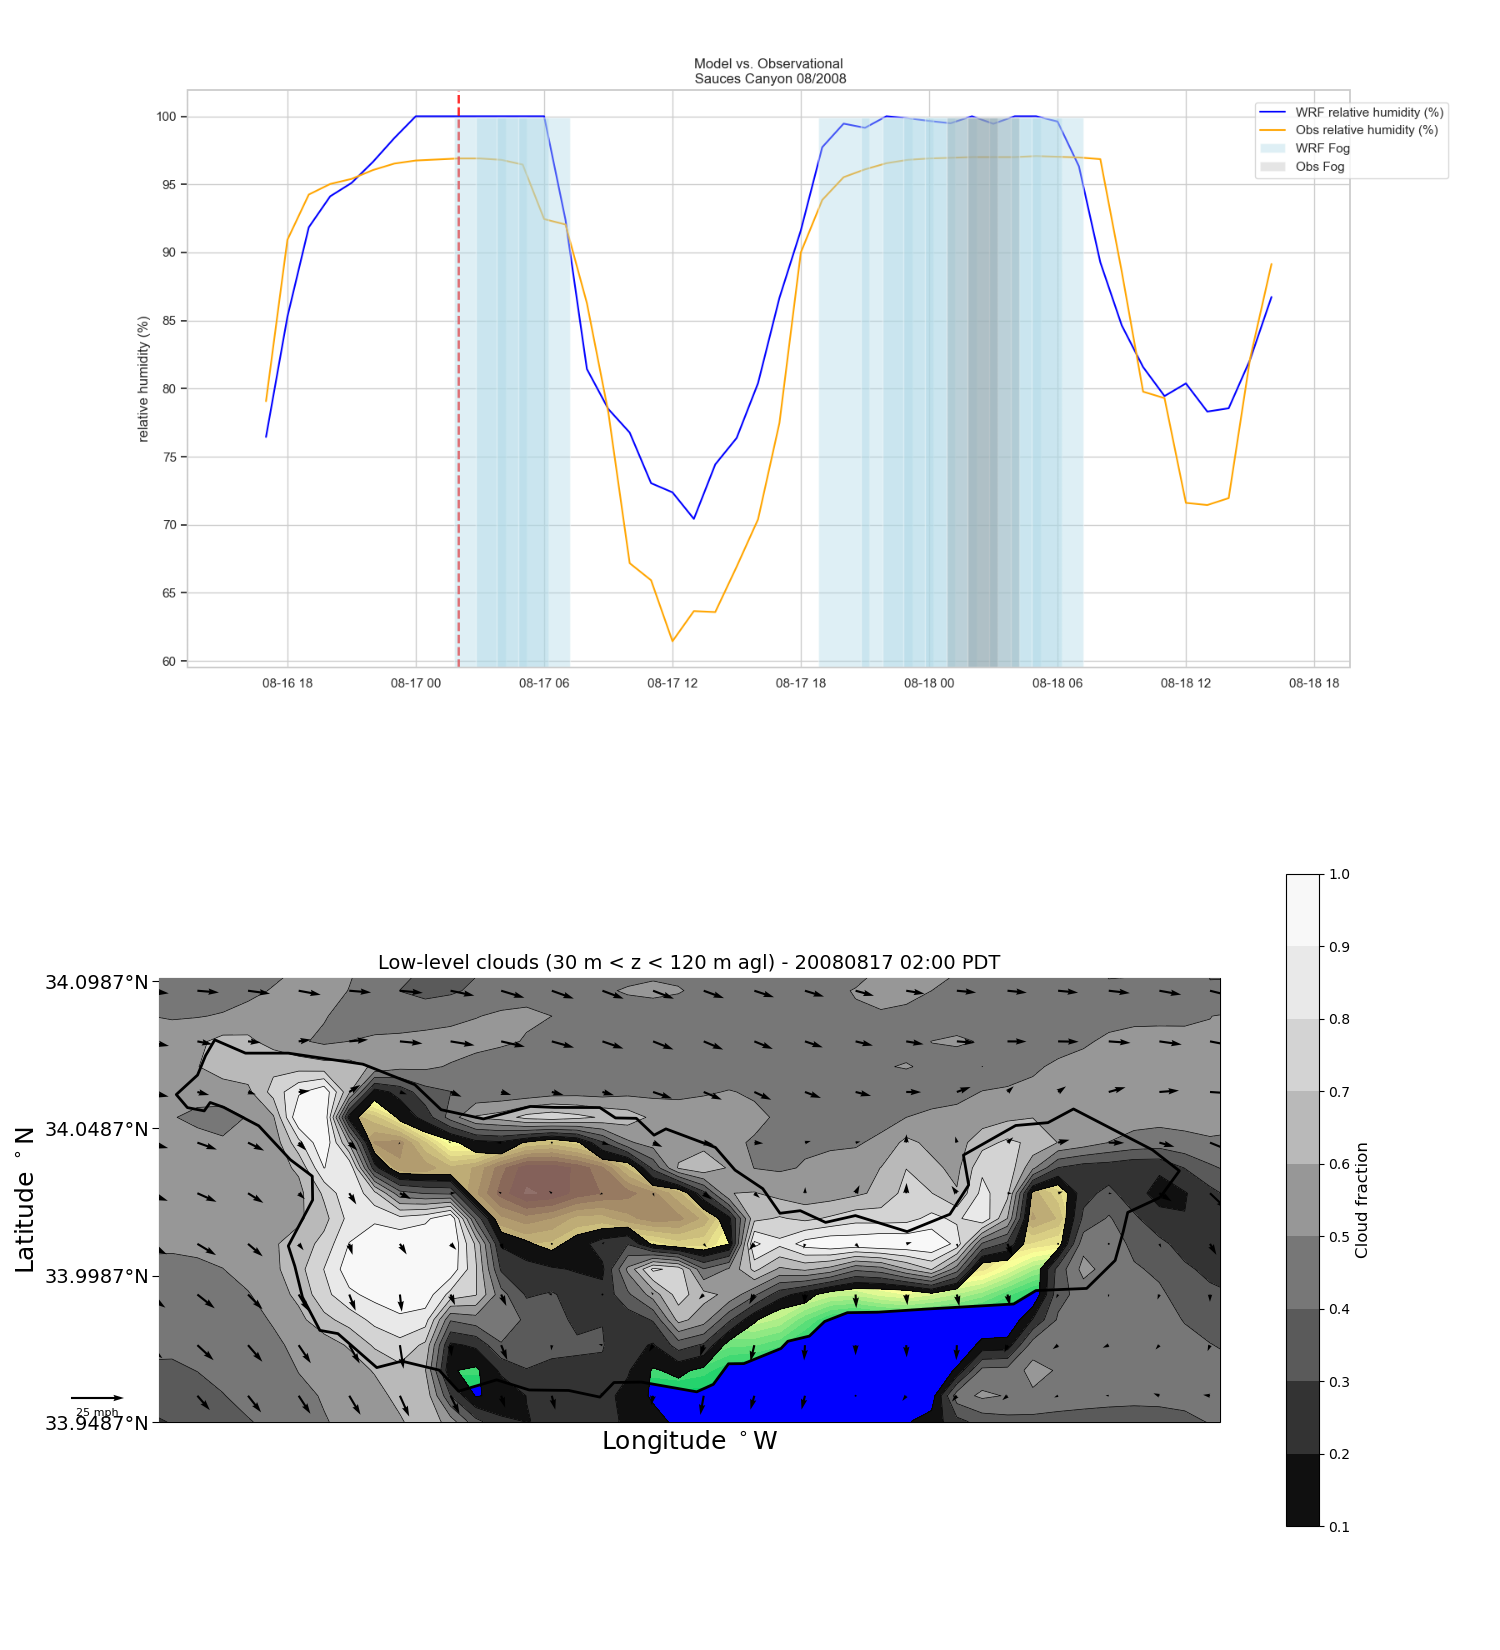 Model vs. Observational
Sauces Canyon 08/2008
WRF relative humidity (%)
Obs relative humidity (%)
WRF Fog
Obs Fog
relative humidity (%)
100
95
90
85
80
75
70
65
60
08-16 18
08-17 00
08-17 06
08-17 12
08-17 18
08-18 00
08-18 06
08-18 12
08-18 18
Low-level clouds (30 m < z < 120 m agl) - 20080817 02:00 PDT
34.0987°N
34.0487°N
33.9987°N
33.9487°N
Latitude °N
25 mph
Longitude °W
1.0
0.9
0.8
0.7
0.6
0.5
0.4
0.3
0.2
0.1
Cloud fraction